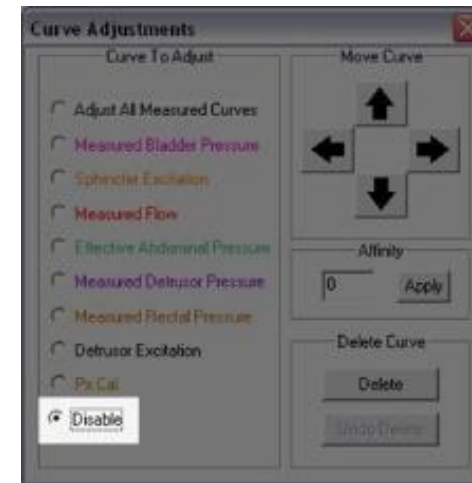 Curve Adjustments
Curve To Adjust
Adjust All Measured Curves
Measured Bladder Pressure
Sphincter Excitation
Measured Flow
Effective Abdominal Pressure
Measured Detrusor Pressure
Measured Rectal Pressure
Detrusor Excitation
Px Cal
Disable
Move Curve
Affinity
0
Apply
Delete Curve
Delete
Undo Delete